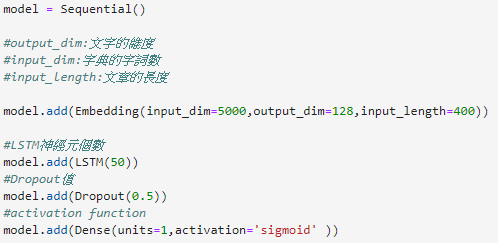 model = Sequential()
#output_dim:文字的維度
#input_dim:字典的字詞數
#input_Length:文章的長度
model.add(Embedding(input_dim=5000,output_dim=128,input_length=400))
#LSTM神經元個數
model.add(LSTM(50))
#Dropout值
model.add(Dropout(0.5))
#activation function
model.add(Dense(units=1,activation='sigmoid' ))